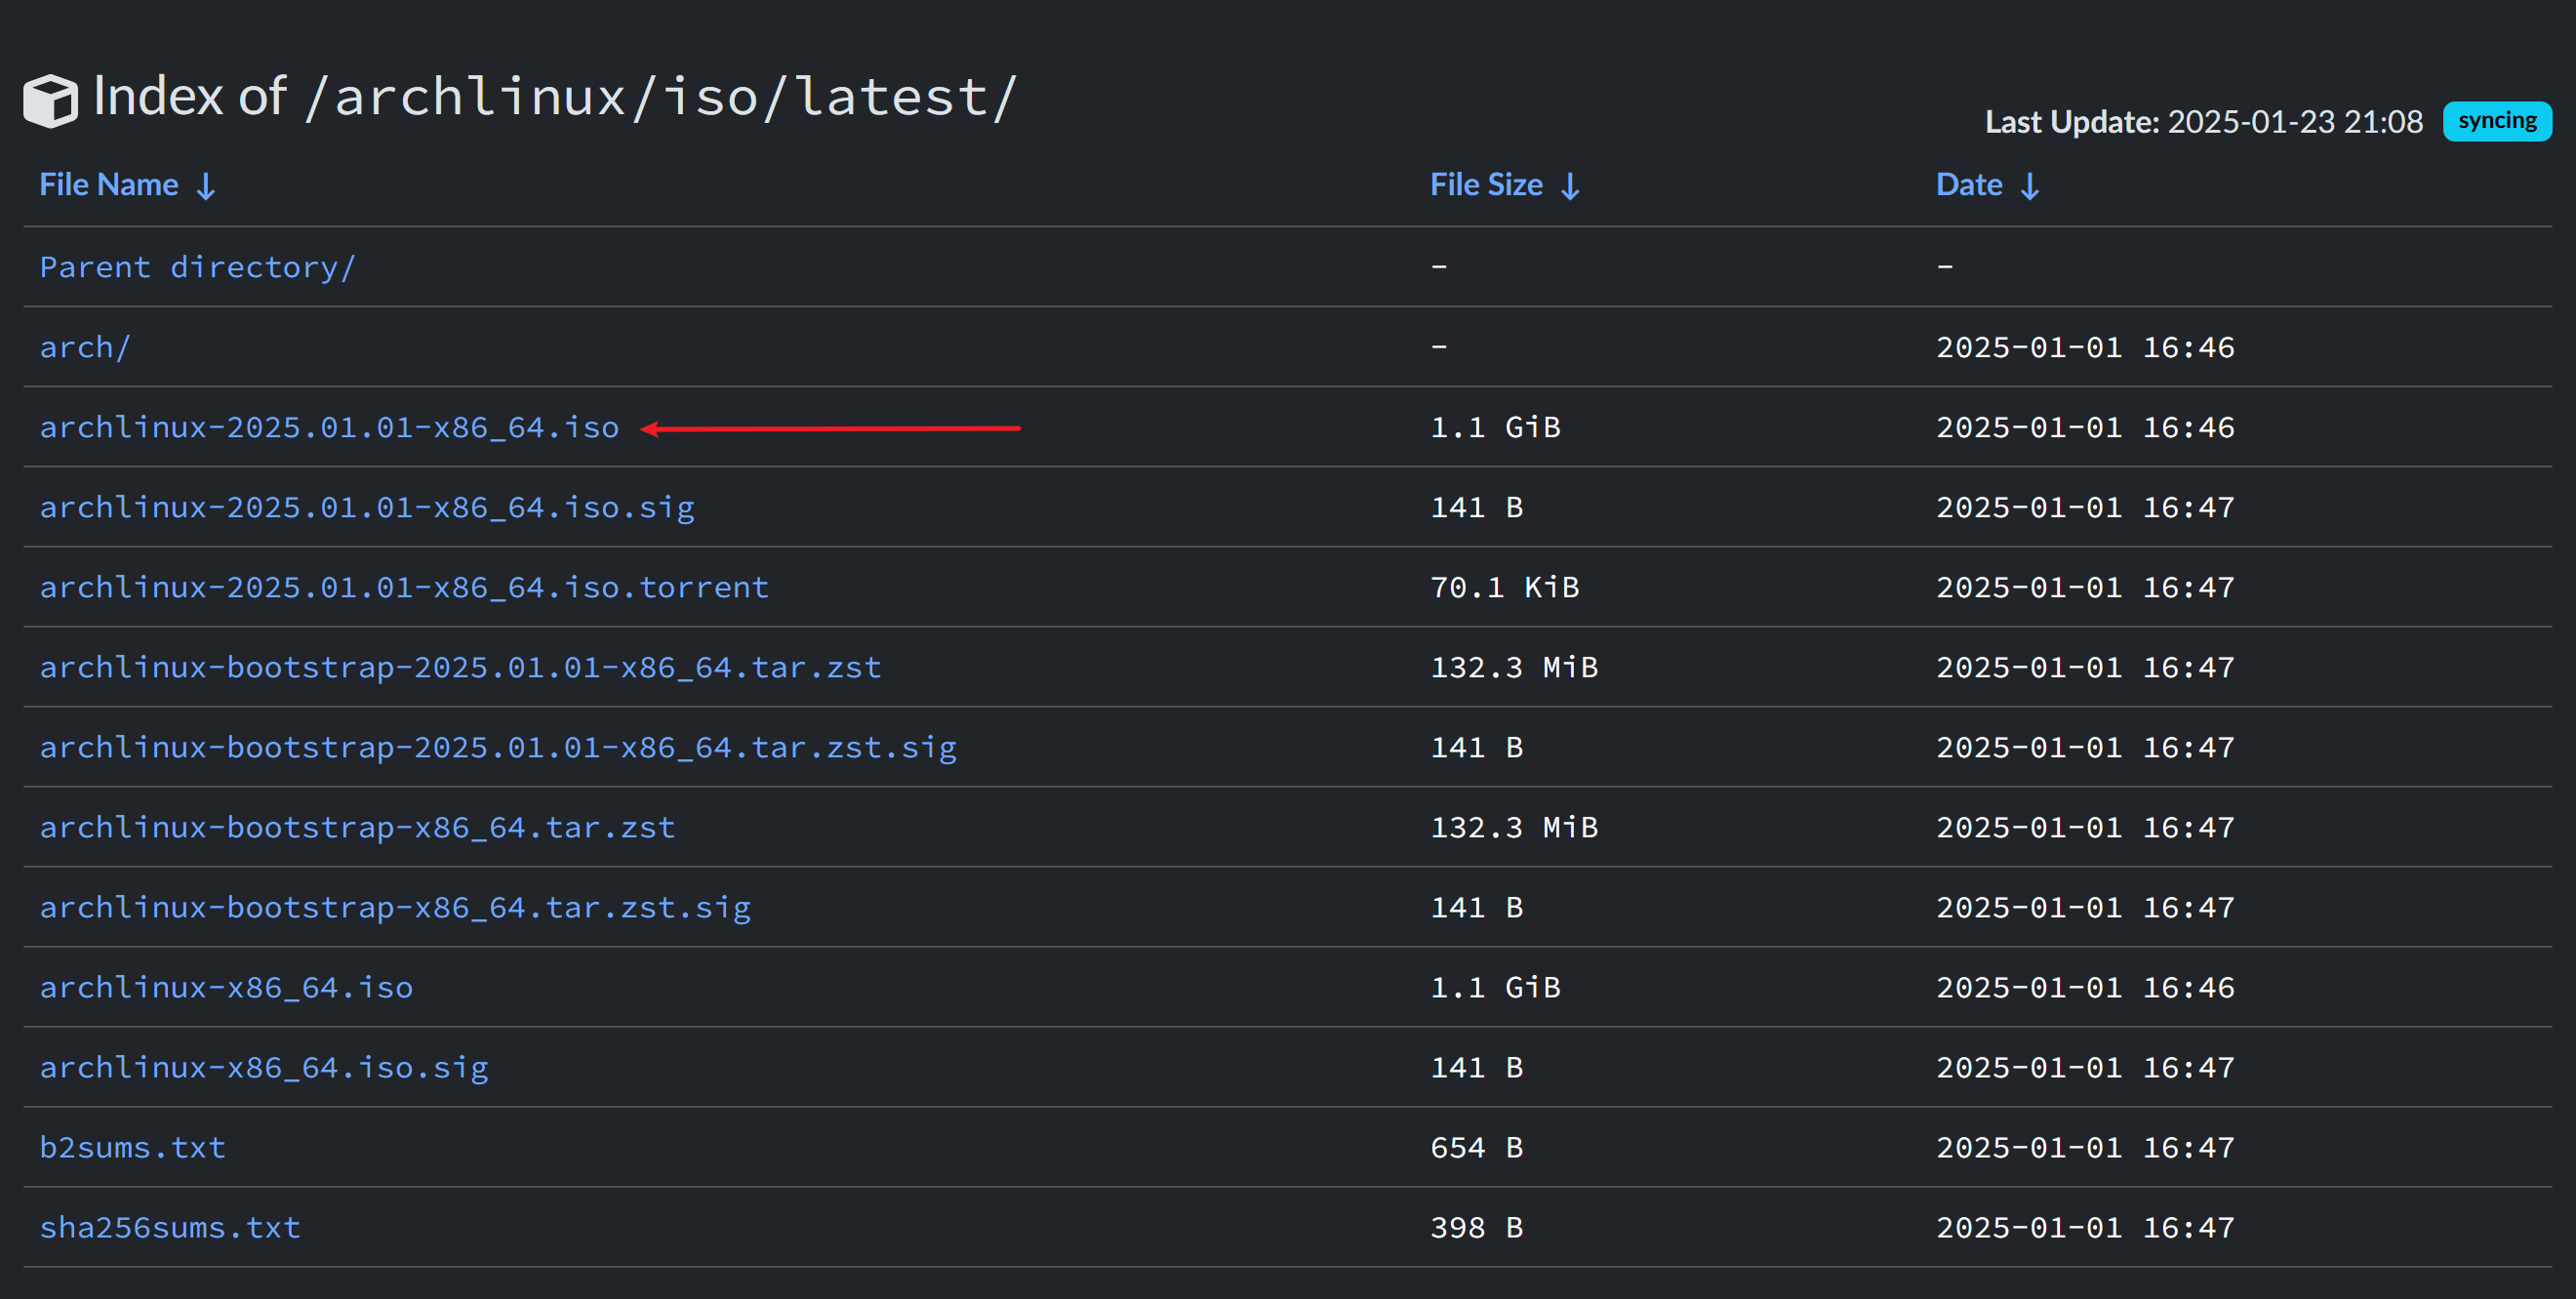 Index of /archlinux/iso/latest/
Last Update: 2025-01-23 21:08 syncing
File Name ↓ File Size ↓ Date ↓
Parent directory/ - -
arch/ - 2025-01-01 16:46
archlinux-2025.01.01-x86_64.iso 1.1 GiB 2025-01-01 16:46
archlinux-2025.01.01-x86_64.iso.sig 141 B 2025-01-01 16:47
archlinux-2025.01.01-x86_64.iso.torrent 70.1 KiB 2025-01-01 16:47
archlinux-bootstrap-2025.01.01-x86_64.tar.zst 132.3 MiB 2025-01-01 16:47
archlinux-bootstrap-2025.01.01-x86_64.tar.zst.sig 141 B 2025-01-01 16:47
archlinux-bootstrap-x86_64.tar.zst 132.3 MiB 2025-01-01 16:47
archlinux-bootstrap-x86_64.tar.zst.sig 141 B 2025-01-01 16:47
archlinux-x86_64.iso 1.1 GiB 2025-01-01 16:46
archlinux-x86_64.iso.sig 141 B 2025-01-01 16:47
b2sums.txt 654 B 2025-01-01 16:47
sha256sums.txt 398 B 2025-01-01 16:47